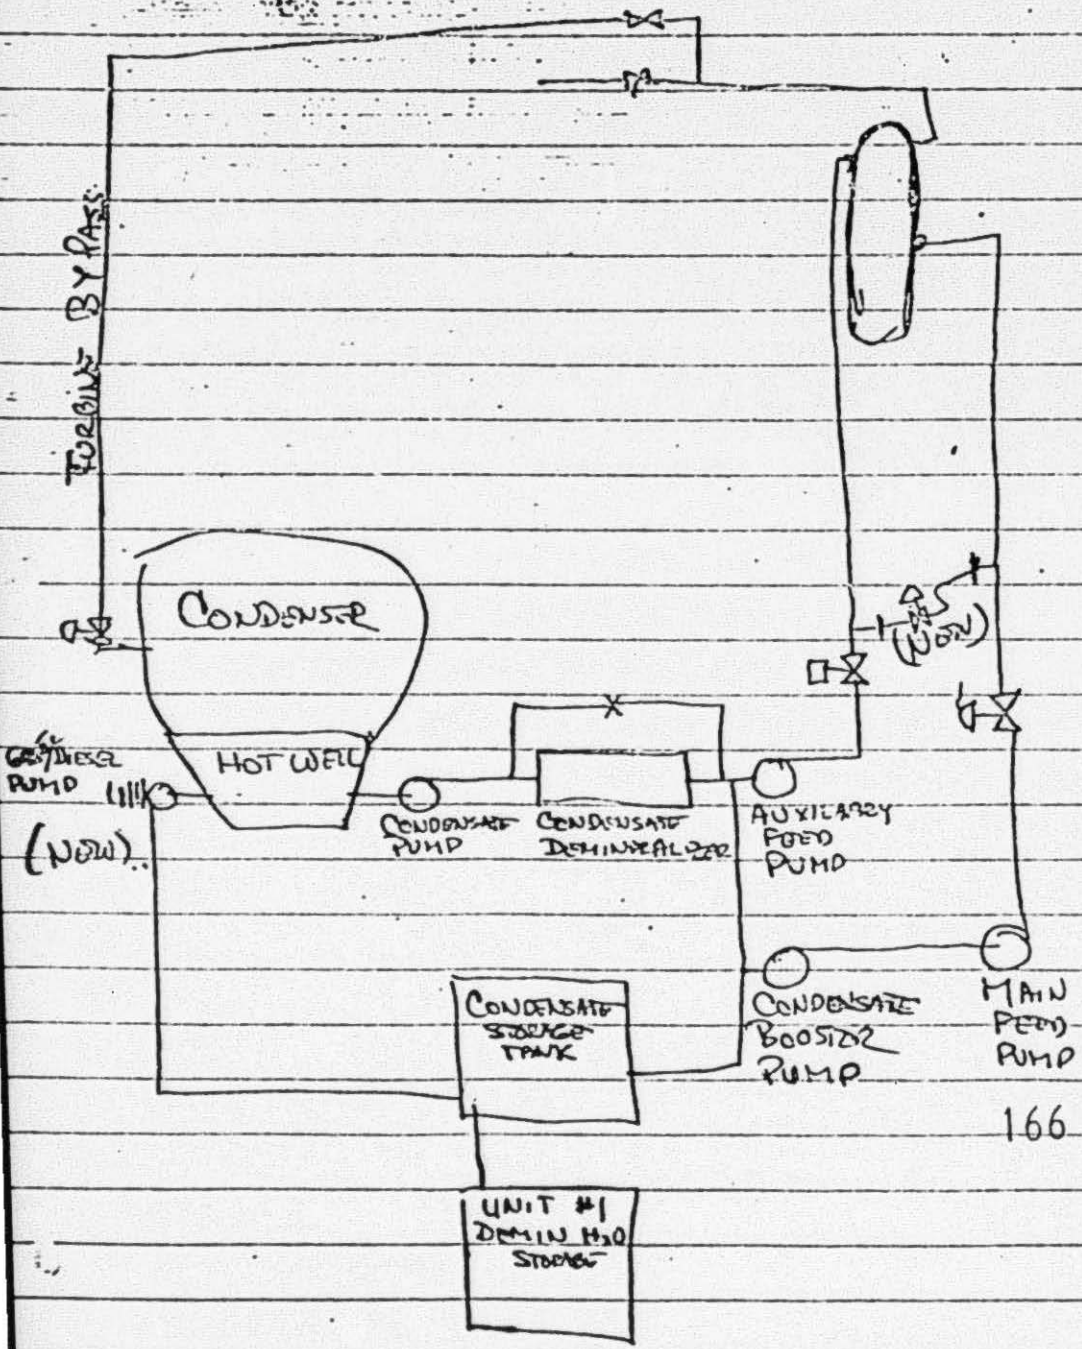 TURBINE BY PASS
CONDENSER
(NEW)
HOT WELL
DIESEL
PUMP
(NEW)
CONDENSATE
PUMP
CONDENSATE
DEMINERALIZER
AUXILARRY
FEED
PUMP
CONDENSATE
STORAGE
TANK
CONDENSATE
BOOSTER
PUMP
MAIN
FEED
PUMP
166
UNIT #1
DEMIN H2O
STORAGE